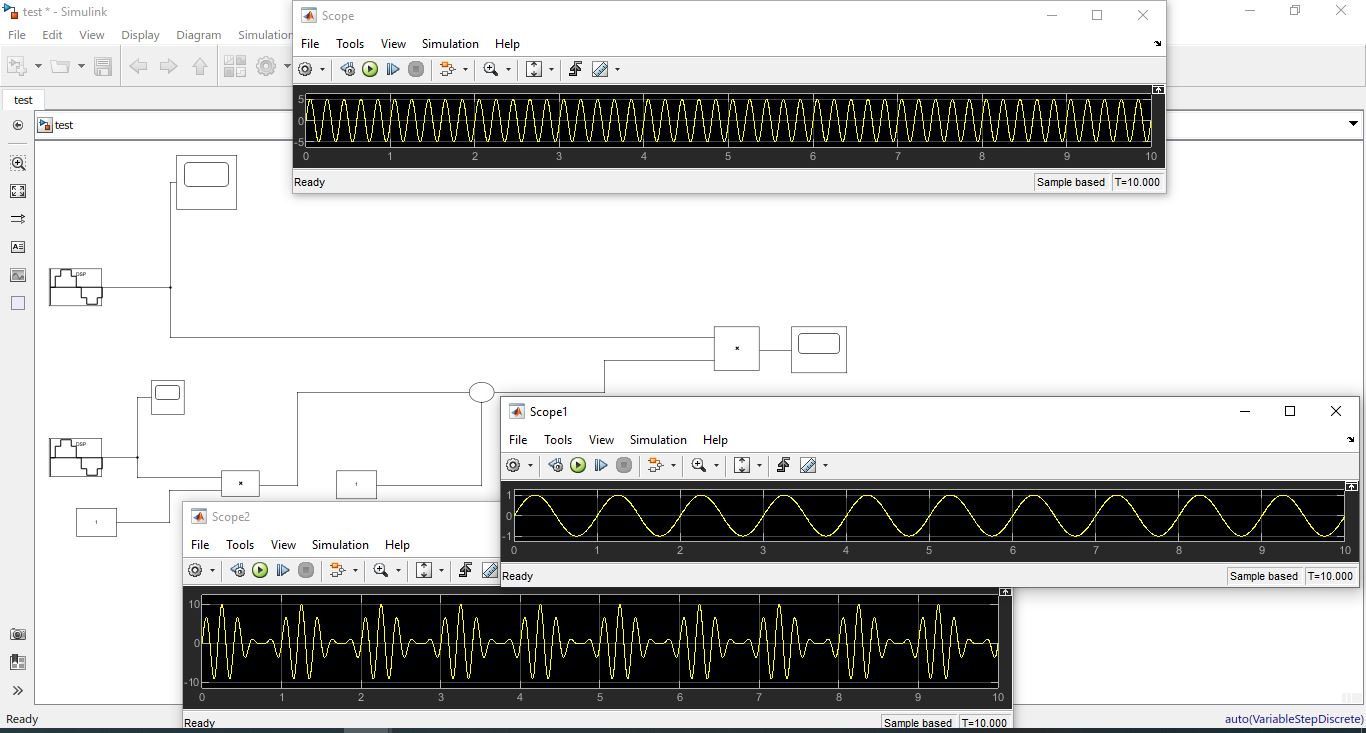 test * - Simulink
File Edit View Display Diagram Simulation
test
test
Scope
File Tools View Simulation Help
5
0
-5
0 1 2 3 4 5 6 7 8 9 10
Ready Sample based T=10.000
DSP
×
DSP
×
1
1
Scope1
File Tools View Simulation Help
1
0
-1
0 1 2 3 4 5 6 7 8 9 10
Ready Sample based T=10.000
Scope2
File Tools View Simulation Help
10
0
-10
0 1 2 3 4 5 6 7 8 9 10
Ready Sample based T=10.000
Ready auto(VariableStepDiscrete)